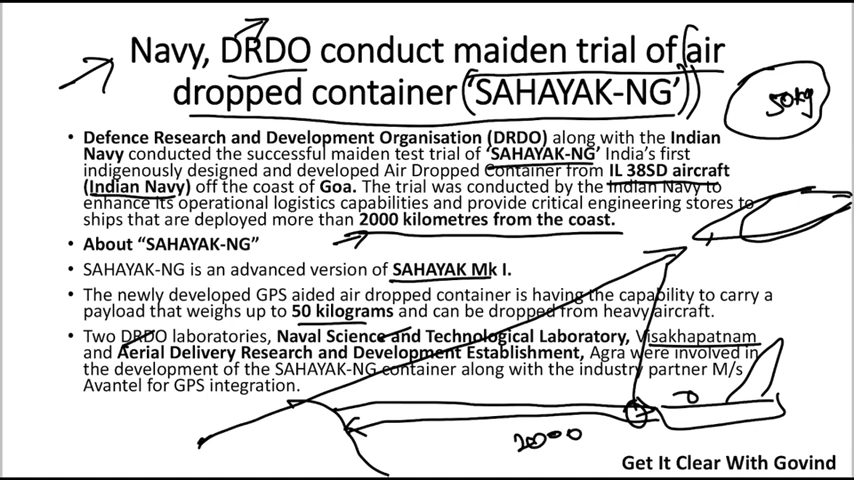 Navy, DRDO conduct maiden trial of air
dropped container ('SAHAYAK-NG')
50kg
• Defence Research and Development Organisation (DRDO) along with the Indian
Navy conducted the successful maiden test trial of 'SAHAYAK-NG' India's first
indigenously designed and developed Air Dropped Container from IL 38SD aircraft
(Indian Navy) off the coast of Goa. The trial was conducted by the Indian Navy to
enhance its operational logistics capabilities and provide critical engineering stores to
ships that are deployed more than 2000 kilometres from the coast.
• About “SAHAYAK-NG”
• SAHAYAK-NG is an advanced version of SAHAYAK Mk I.
• The newly developed GPS aided air dropped container is having the capability to carry a
payload that weighs up to 50 kilograms and can be dropped from heavy aircraft.
• Two DRDO laboratories, Naval Science and Technological Laboratory, Visakhapatnam
and Aerial Delivery Research and Development Establishment, Agra were involved in
the development of the SAHAYAK-NG container along with the industry partner M/s
Avantel for GPS integration.
2000
Get It Clear With Govind